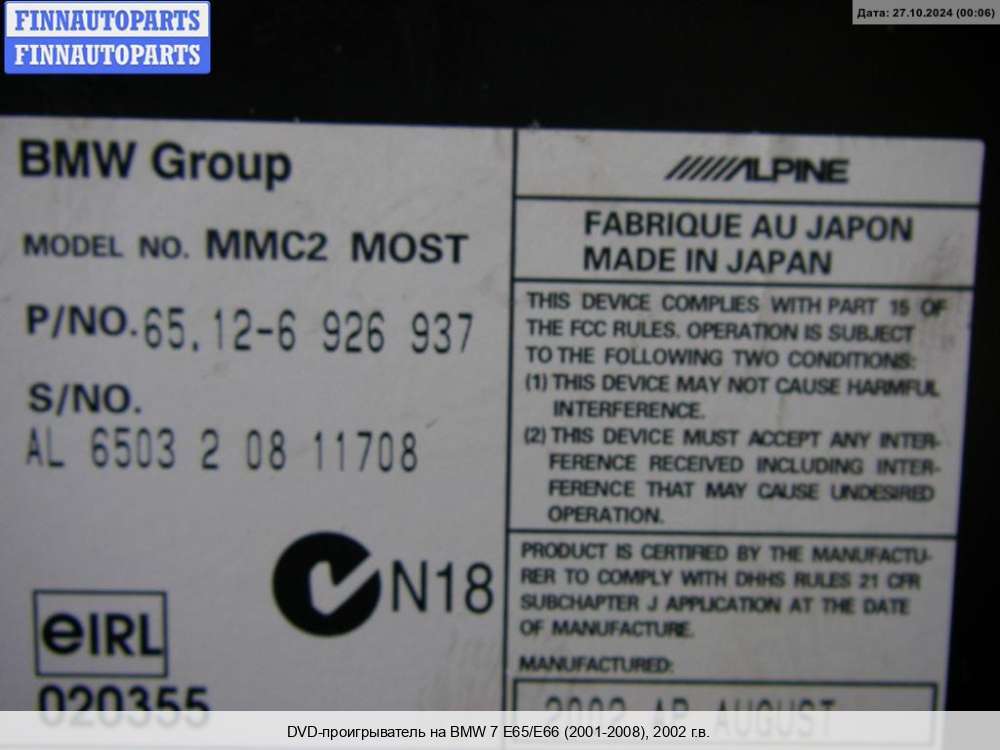 FINNAUTOPARTS
FINNAUTOPARTS
Дата: 27.10.2024 (00:06)
BMW Group
MODEL NO. MMC2 MOST
P/NO. 65.12-6 926 937
S/NO.
AL 6503 2 08 11708
N18
eIRL
020355
ALPINE
FABRIQUE AU JAPON
MADE IN JAPAN
THIS DEVICE COMPLIES WITH PART 15 OF
THE FCC RULES. OPERATION IS SUBJECT
TO THE FOLLOWING TWO CONDITIONS:
(1) THIS DEVICE MAY NOT CAUSE HARMFUL
INTERFERENCE.
(2) THIS DEVICE MUST ACCEPT ANY INTER-
FERENCE RECEIVED INCLUDING INTER-
FERENCE THAT MAY CAUSE UNDESIRED
OPERATION.
PRODUCT IS CERTIFIED BY THE MANUFACTU-
RER TO COMPLY WITH DHHS RULES 21 CFR
SUBCHAPTER J APPLICATION AT THE DATE
OF MANUFACTURE.
MANUFACTURED:
2002 AP AUGUST
DVD-проигрыватель на BMW 7 E65/E66 (2001-2008), 2002 г.в.